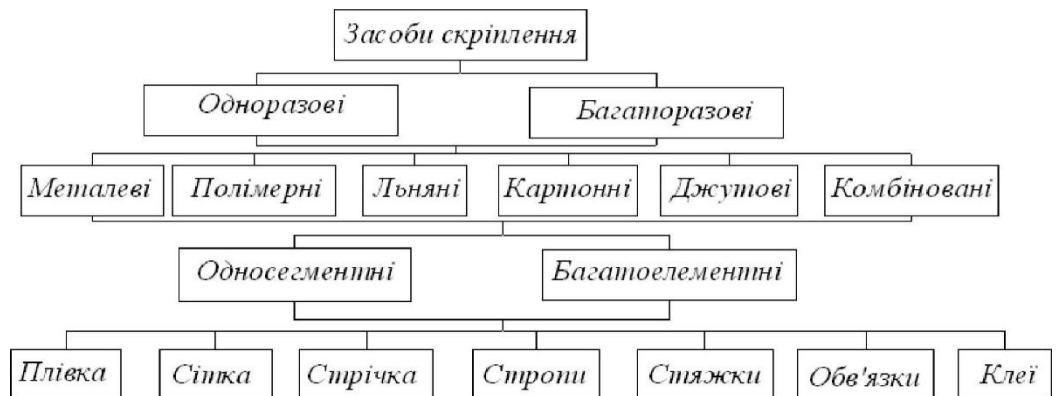 Засоби скріплення
Одноразові
Багаторазові
Металеві
Полімерні
Льняні
Картонні
Джутові
Комбіновані
Односегментні
Багатоелементні
Плівка
Сітка
Стрічка
Стропи
Стяжки
Обв'язки
Клеї